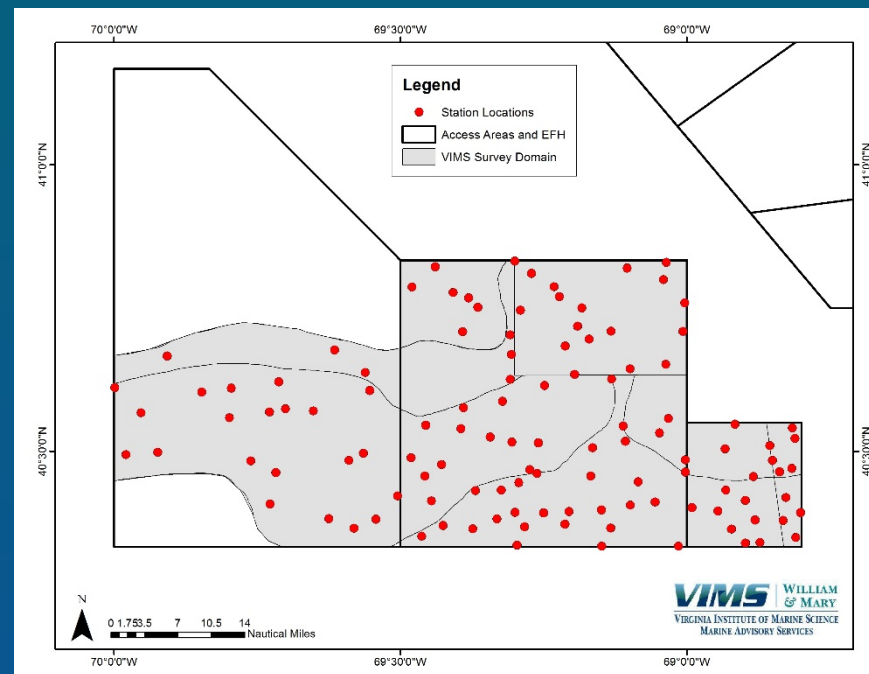 70°0'0"W 69°30'0"W 69°0'0"W
Legend
Station Locations
Access Areas and EFH
VIMS Survey Domain
41°0'0"N
41°0'0"N
40°30'0"N
40°30'0"N
N
0 1.753.5 7 10.5 14
Nautical Miles
VIMS WILLIAM & MARY
VIRGINIA INSTITUTE OF MARINE SCIENCE
MARINE ADVISORY SERVICES
70°0'0"W 69°30'0"W 69°0'0"W